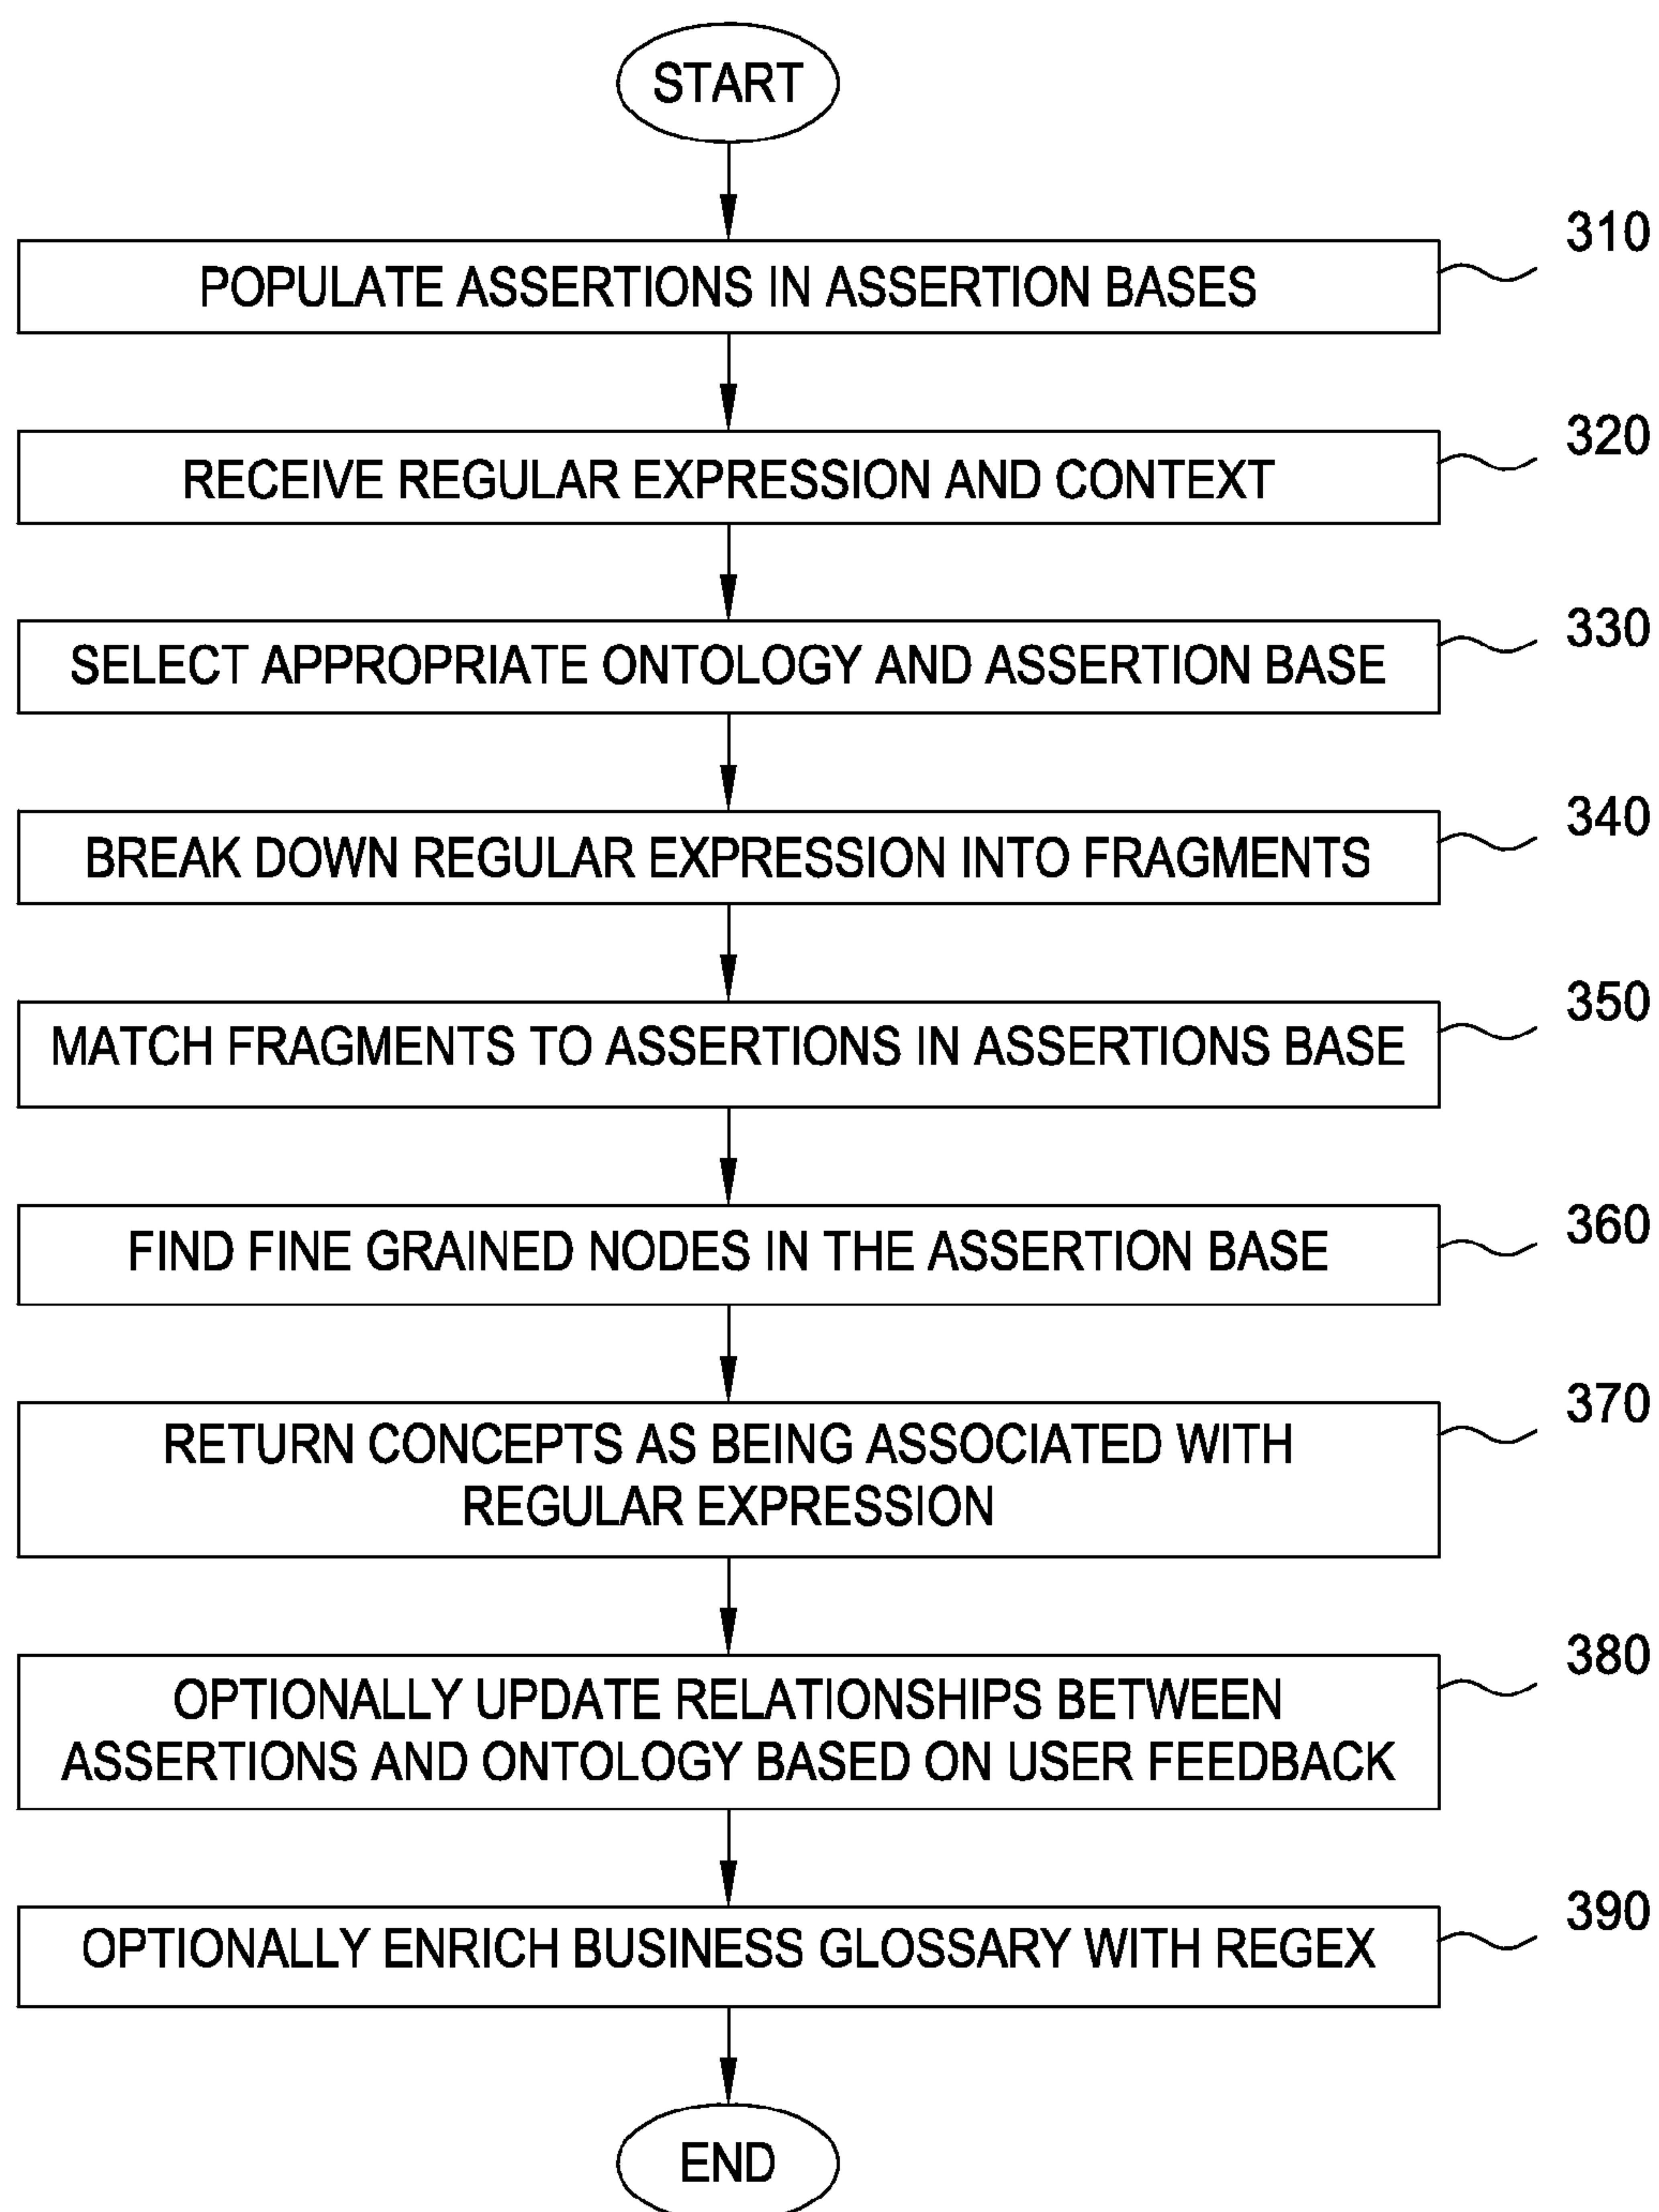 START
310
POPULATE ASSERTIONS IN ASSERTION BASES
320
RECEIVE REGULAR EXPRESSION AND CONTEXT
330
SELECT APPROPRIATE ONTOLOGY AND ASSERTION BASE
340
BREAK DOWN REGULAR EXPRESSION INTO FRAGMENTS
350
MATCH FRAGMENTS TO ASSERTIONS IN ASSERTIONS BASE
360
FIND FINE GRAINED NODES IN THE ASSERTION BASE
370
RETURN CONCEPTS AS BEING ASSOCIATED WITH
REGULAR EXPRESSION
380
OPTIONALLY UPDATE RELATIONSHIPS BETWEEN
ASSERTIONS AND ONTOLOGY BASED ON USER FEEDBACK
390
OPTIONALLY ENRICH BUSINESS GLOSSARY WITH REGEX
END